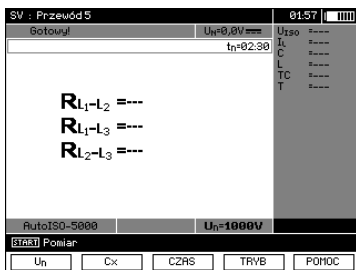 SV : Przewód 5 01:57
Gotowy! UN=0,0V
tn=02:30
UISO =---
IL =---
C =---
L =---
TC =---
T =---
RL1-L2 =---
RL1-L3 =---
RL2-L3 =---
AutoISO-5000 Un=1000V
START Pomiar
Un Cx CZAS TRYB POMOC